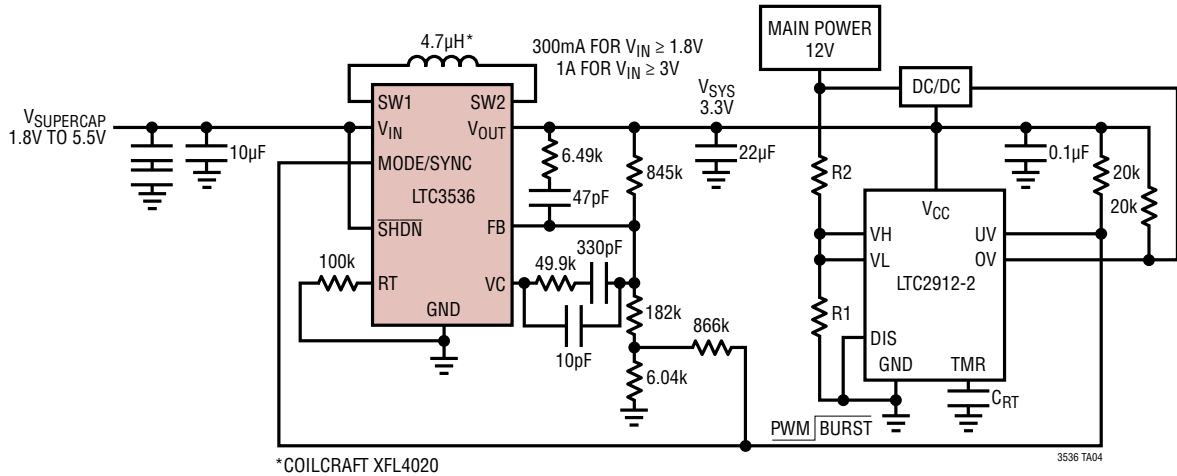 4.7µH*
300mA FOR VIN ≥ 1.8V
1A FOR VIN ≥ 3V
MAIN POWER
12V
DC/DC
VSUPERCAP
1.8V TO 5.5V
10µF
SW1
SW2
VIN
VOUT
MODE/SYNC
LTC3536
SHDN
FB
RT
VC
GND
100k
6.49k
47pF
845k
VSYS
3.3V
22µF
330pF
49.9k
10pF
182k
866k
6.04k
R2
R1
0.1µF
20k
20k
VCC
VH
UV
VL
OV
LTC2912-2
DIS
GND
TMR
CRT
PWM BURST
*COILCRAFT XFL4020
3536 TA04